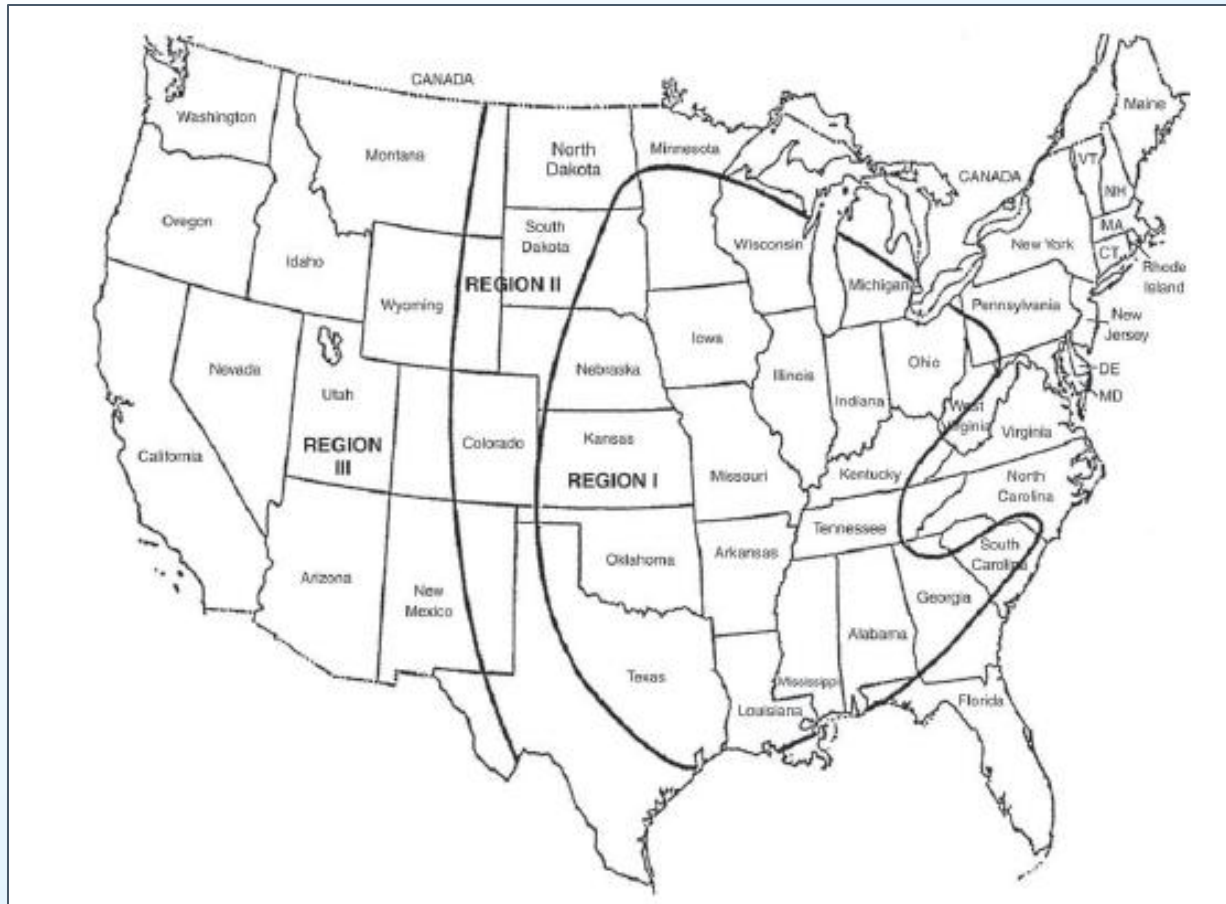 CANADA
Washington
Montana
North
Dakota
Minnesota
Maine
VT
NH
CANADA
MA
CT
Rhode
Island
New York
Oregon
Idaho
South
Dakota
Wisconsin
Michigan
REGION II
Wyoming
Pennsylvania
New
Jersey
Iowa
Nebraska
Nevada
Utah
Illinois
Indiana
Ohio
DE
MD
West
Virginia
Virginia
California
REGION
III
Colorado
Kansas
REGION I
Missouri
Kentucky
North
Carolina
Tennessee
South
Carolina
Oklahoma
Arkansas
Arizona
New
Mexico
Georgia
Alabama
Mississippi
Texas
Louisiana
Florida